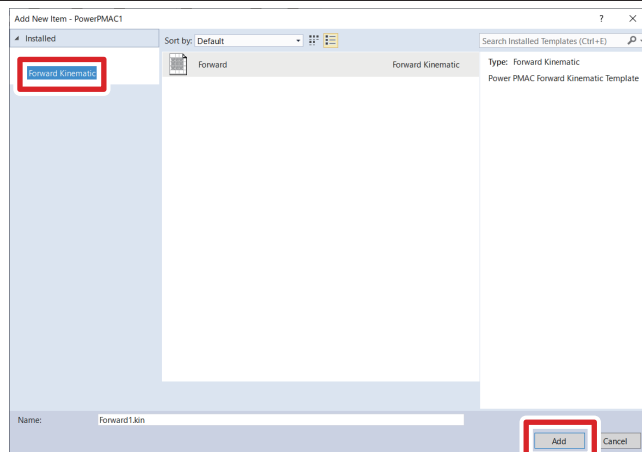 Add New Item - PowerPMAC1
? ×
Installed
Sort by: Default
Search Installed Templates (Ctrl+E)
Forward Kinematic
Forward Forward Kinematic
Type: Forward Kinematic
Power PMAC Forward Kinematic Template
Name: Forward1.kin
Add Cancel